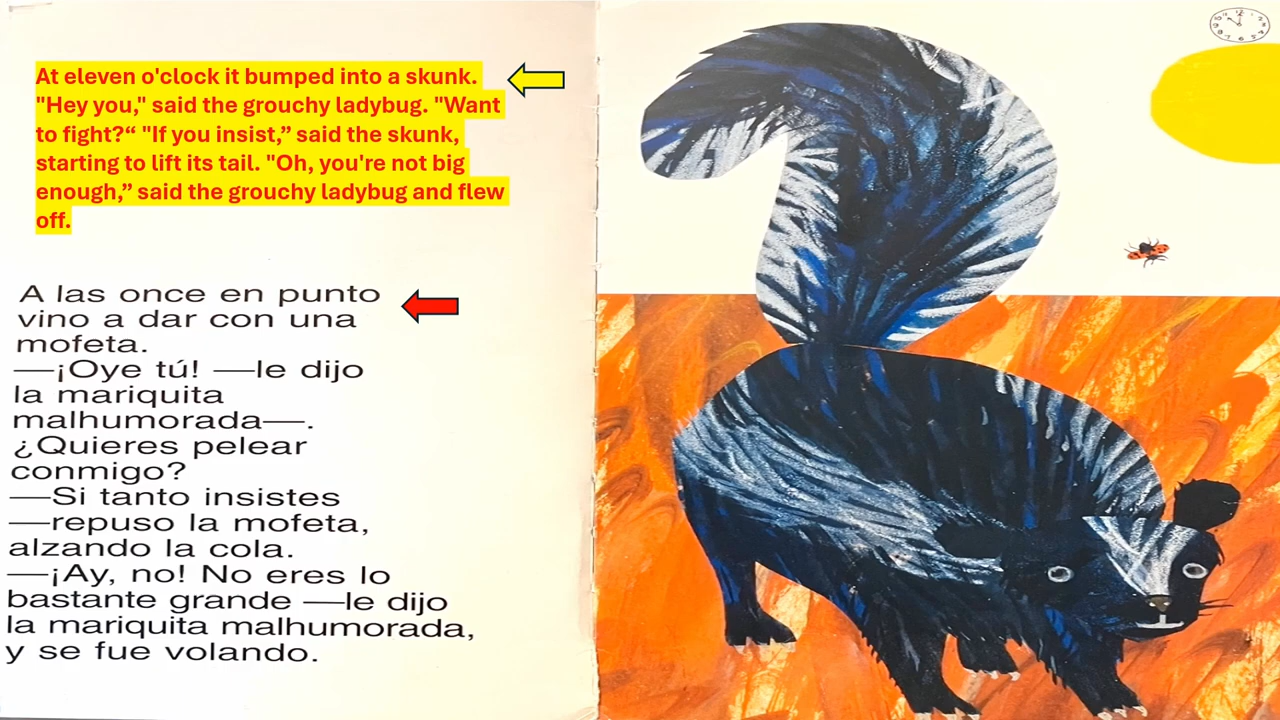 At eleven o'clock it bumped into a skunk.
"Hey you," said the grouchy ladybug. "Want
to fight?“ "If you insist,” said the skunk,
starting to lift its tail. "Oh, you're not big
enough,” said the grouchy ladybug and flew
off.
A las once en punto
vino a dar con una
mofeta.
—¡Oye tú! —le dijo
la mariquita
malhumorada—.
¿Quieres pelear
conmigo?
—Si tanto insistes
—repuso la mofeta,
alzando la cola.
—¡Ay, no! No eres lo
bastante grande —le dijo
la mariquita malhumorada,
y se fue volando.